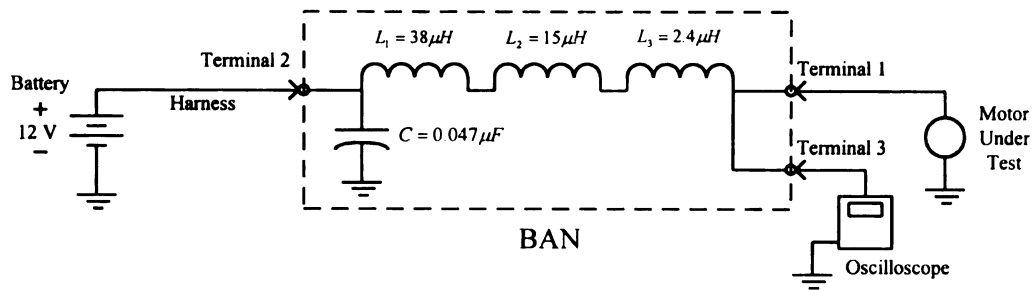 L₁ = 38μH
L₂ = 15μH
L₃ = 2.4μH
Terminal 2
Terminal 1
Battery
+
12 V
−
Harness
C = 0.047μF
Motor
Under
Test
Terminal 3
BAN
Oscilloscope